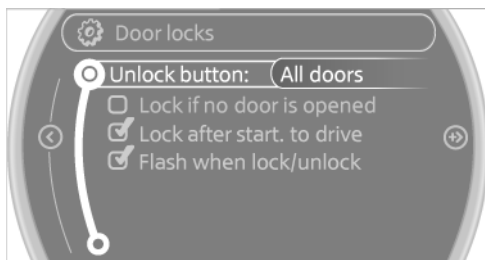 Door locks
Unlock button: All doors
Lock if no door is opened
Lock after start. to drive
Flash when lock/unlock